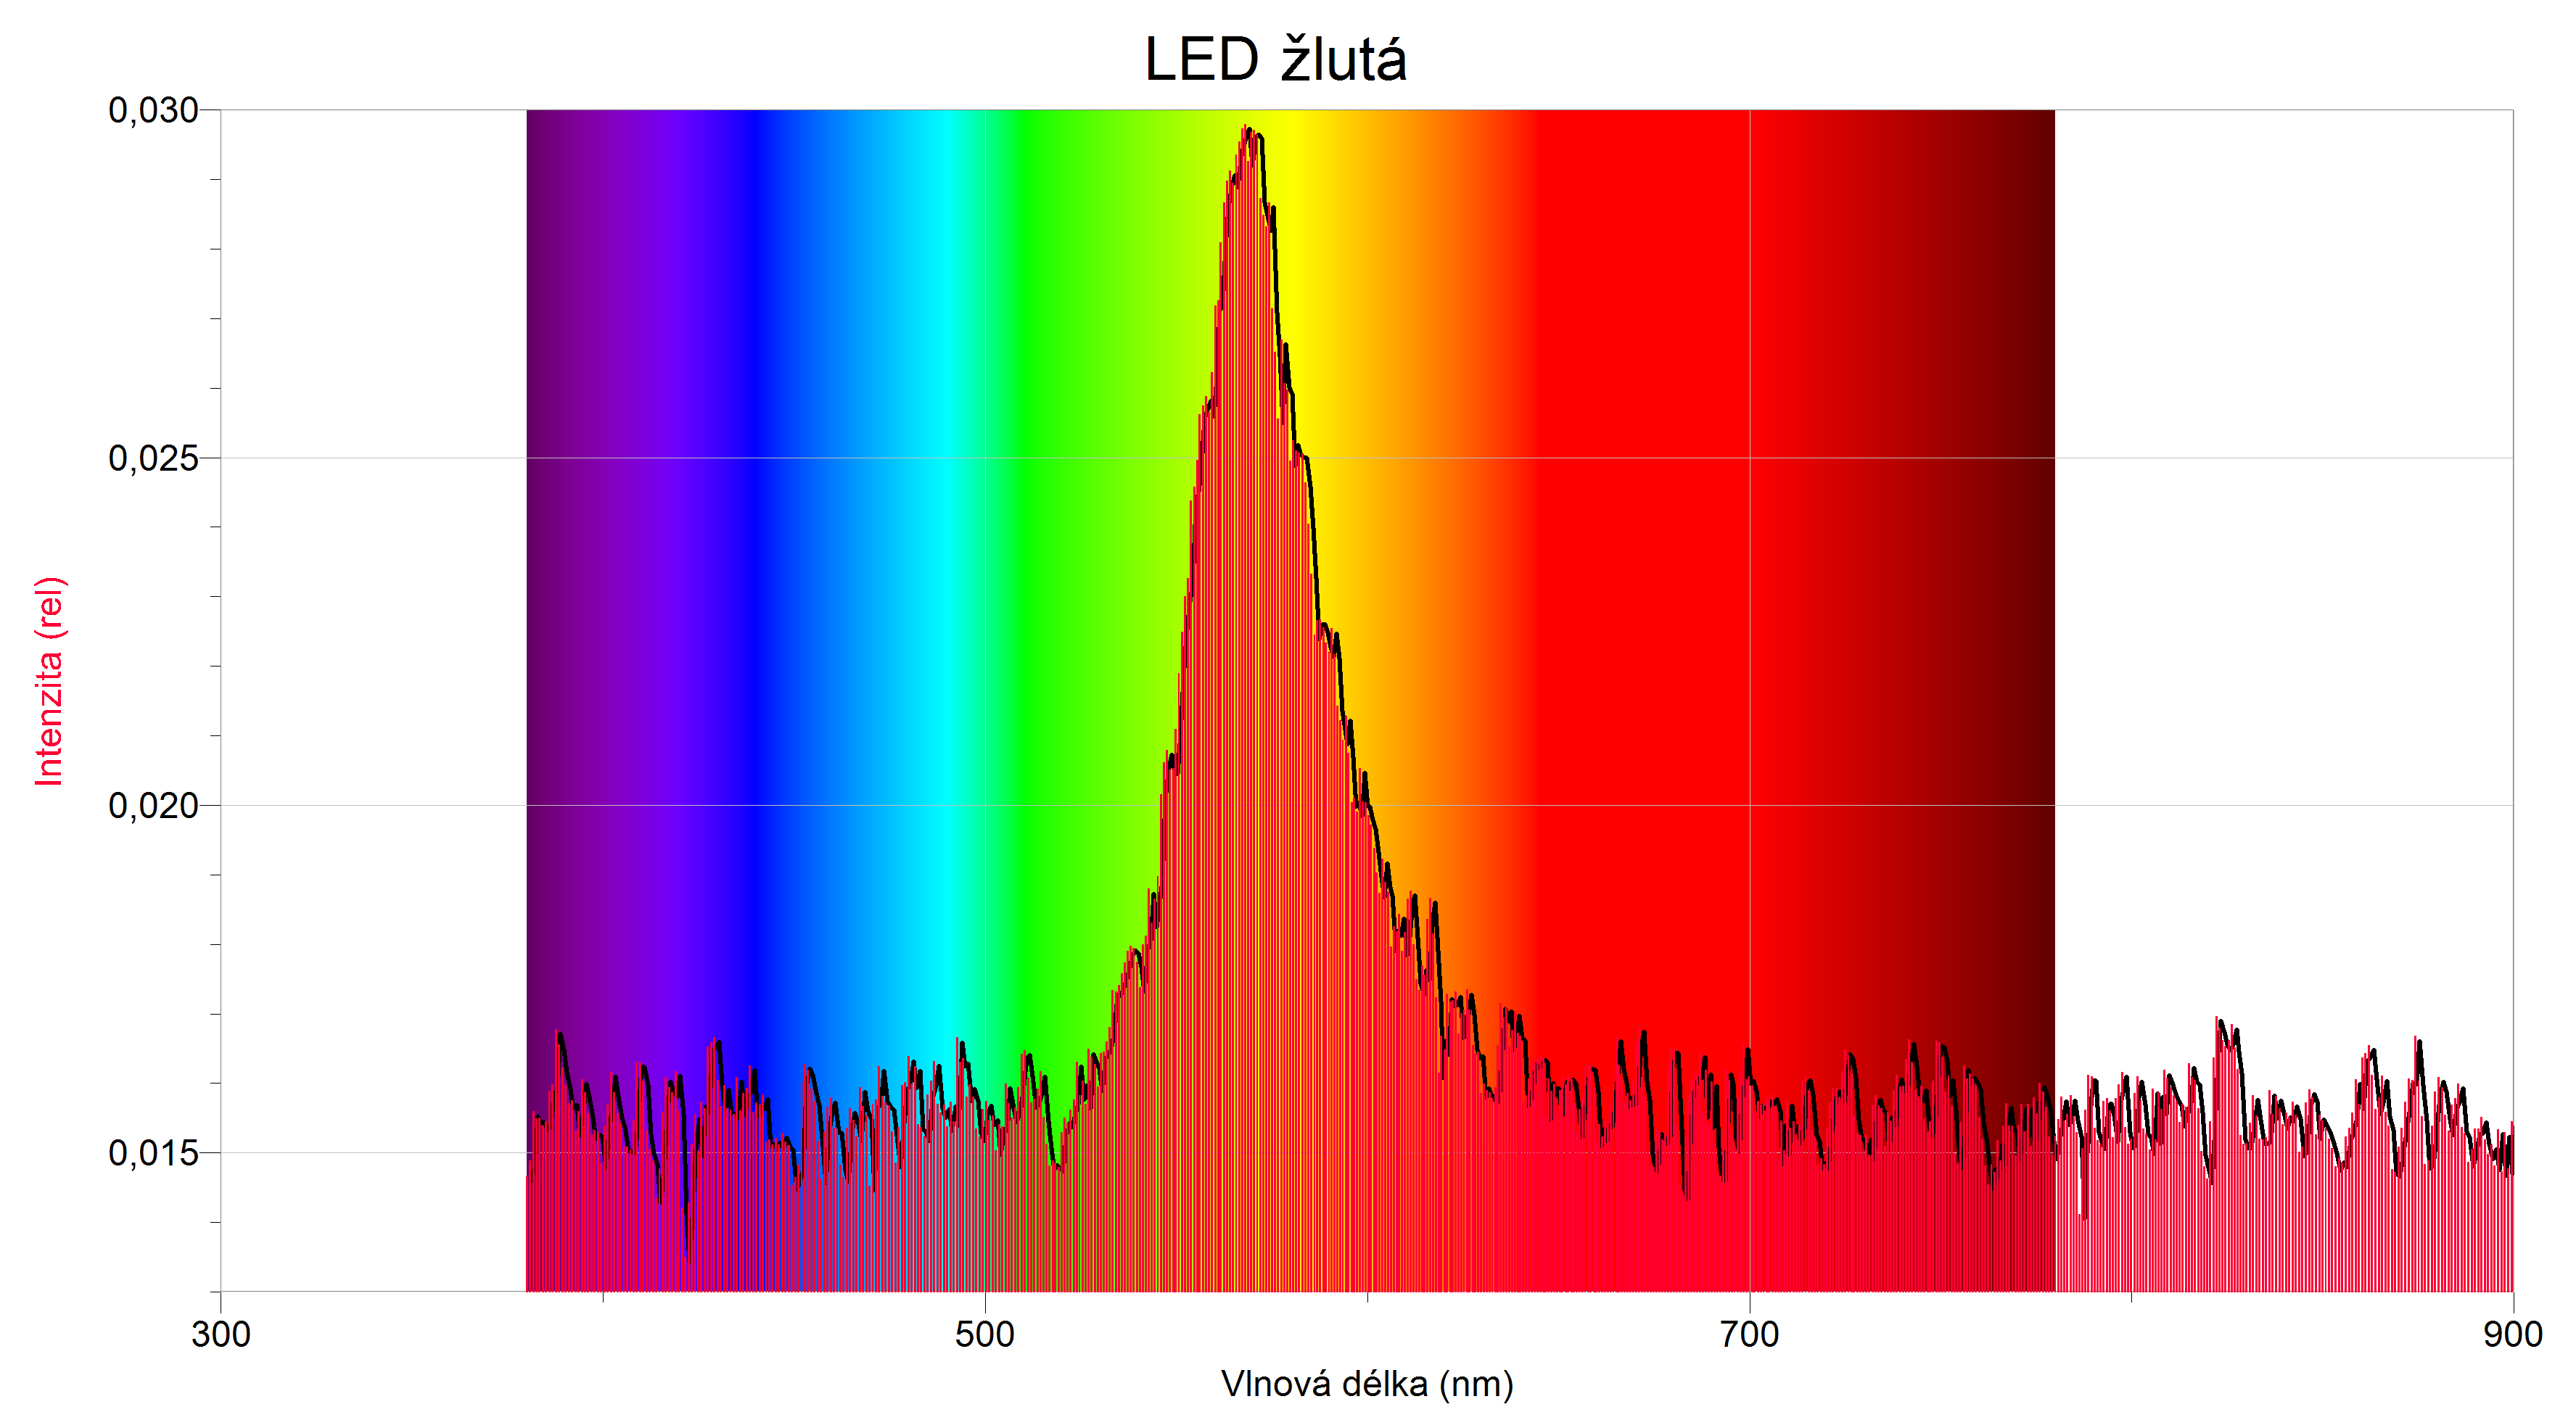 LED žlutá
0,030
0,025
0,020
0,015
Intenzita (rel)
300 500 700 900
Vlnová délka (nm)